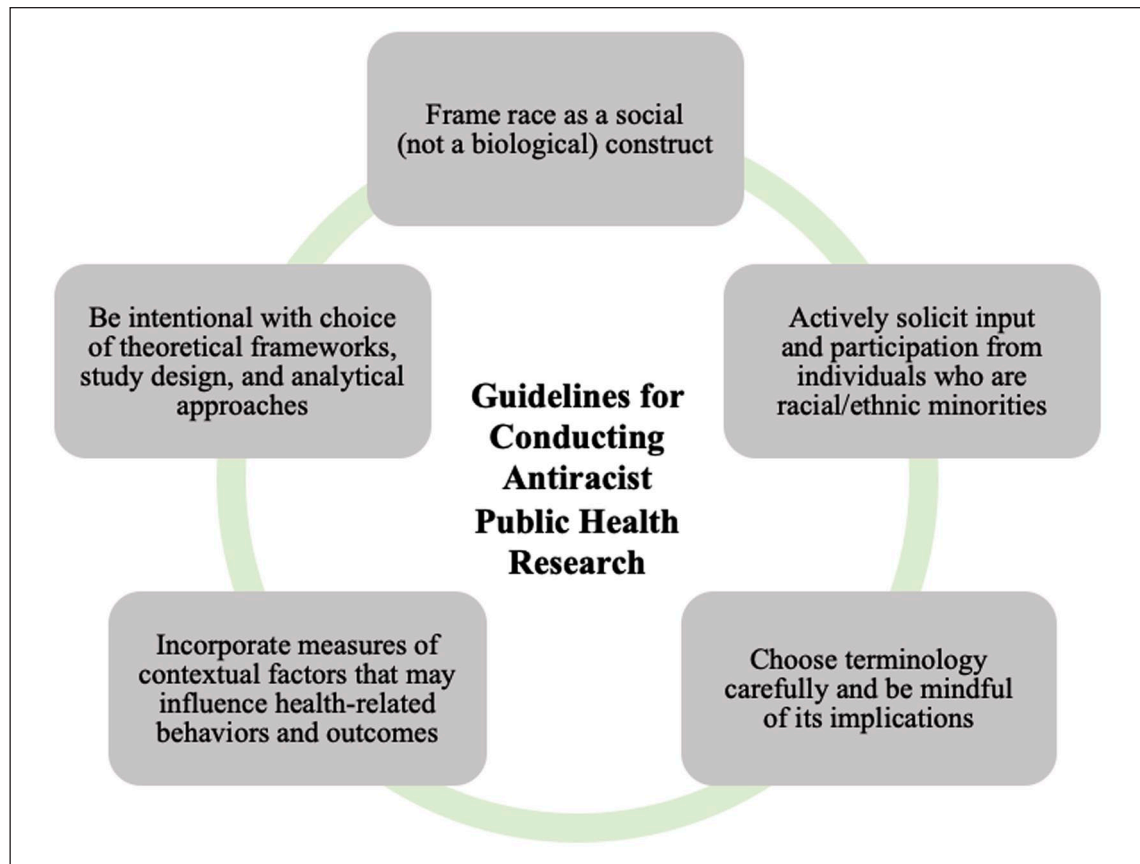 Frame race as a social
(not a biological) construct
Actively solicit input
and participation from
individuals who are
racial/ethnic minorities
Choose terminology
carefully and be mindful
of its implications
Incorporate measures of
contextual factors that may
influence health-related
behaviors and outcomes
Be intentional with choice
of theoretical frameworks,
study design, and analytical
approaches
Guidelines for
Conducting
Antiracist
Public Health
Research